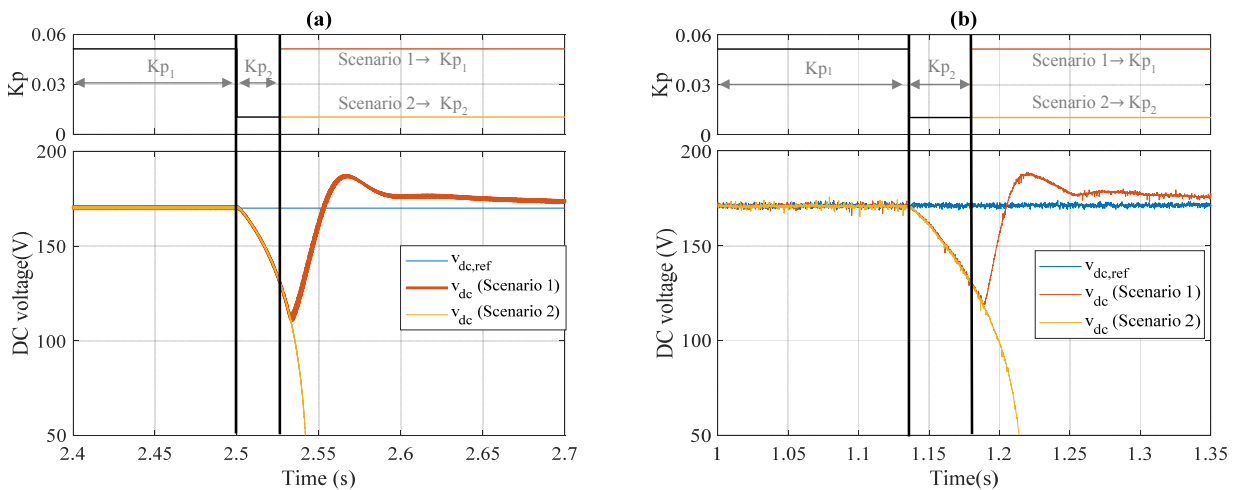 (a)
0.06
0.03
0
Kp
Kp1
Kp2
Scenario 1→ Kp1
Scenario 2→ Kp2
200
150
100
50
DC voltage(V)
vdc,ref
vdc (Scenario 1)
vdc (Scenario 2)
2.4 2.45 2.5 2.55 2.6 2.65 2.7
Time (s)
(b)
0.06
0.03
0
Kp
Kp1
Kp2
Scenario 1→Kp1
Scenario 2→Kp2
200
150
100
50
DC voltage (V)
vdc,ref
vdc (Scenario 1)
vdc (Scenario 2)
1 1.05 1.1 1.15 1.2 1.25 1.3 1.35
Time(s)